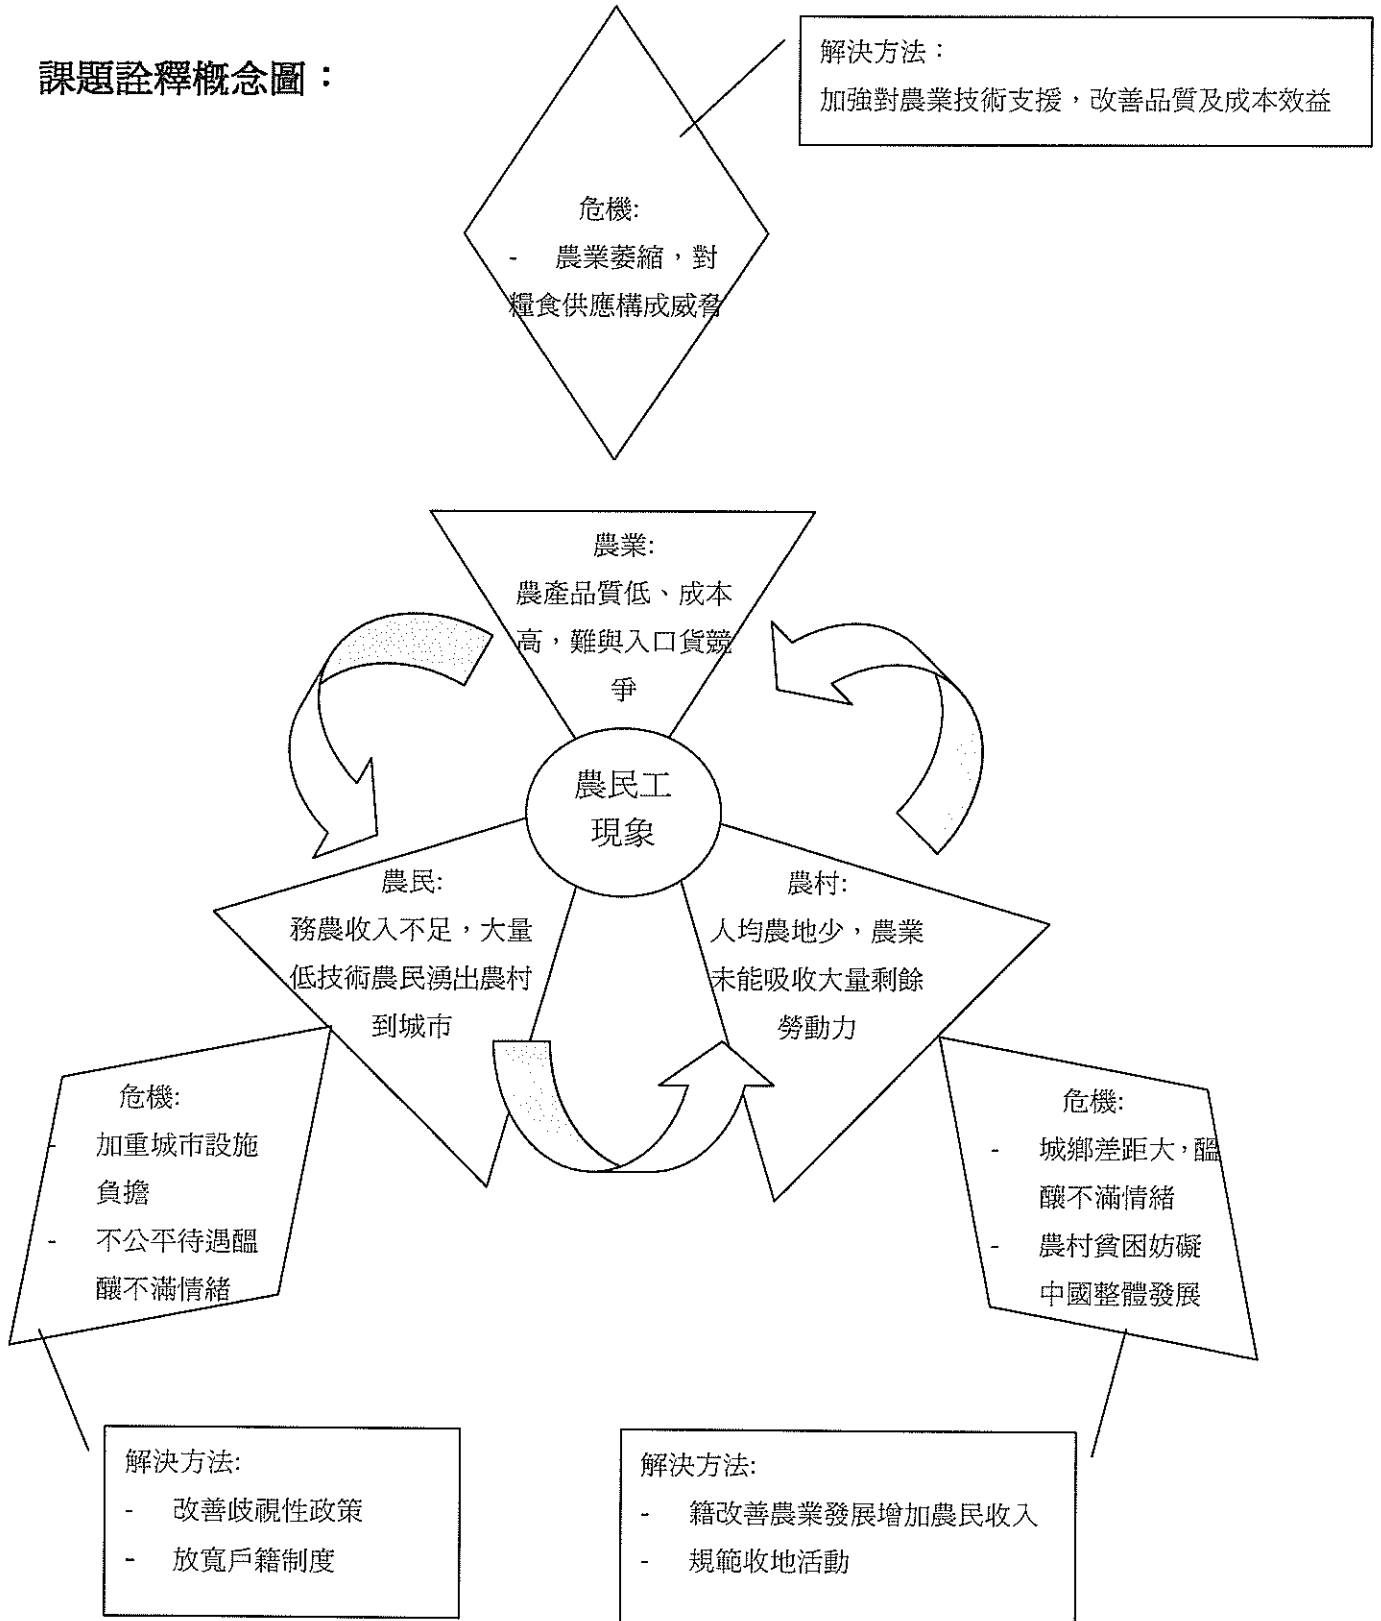 課題詮釋概念圖：
解決方法：
加強對農業技術支援，改善品質及成本效益
危機:
- 農業萎縮，對
糧食供應構成威脅
農業:
農產品質低、成本
高，難與入口貨競
爭
農民工
現象
農民:
務農收入不足，大量
低技術農民湧出農村
到城市
農村:
人均農地少，農業
未能吸收大量剩餘
勞動力
危機:
- 加重城市設施
負擔
- 不公平待遇醞
釀不滿情緒
危機:
- 城鄉差距大，醞
釀不滿情緒
- 農村貧困妨礙
中國整體發展
解決方法:
- 改善歧視性政策
- 放寬戶籍制度
解決方法:
- 籍改善農業發展增加農民收入
- 規範收地活動